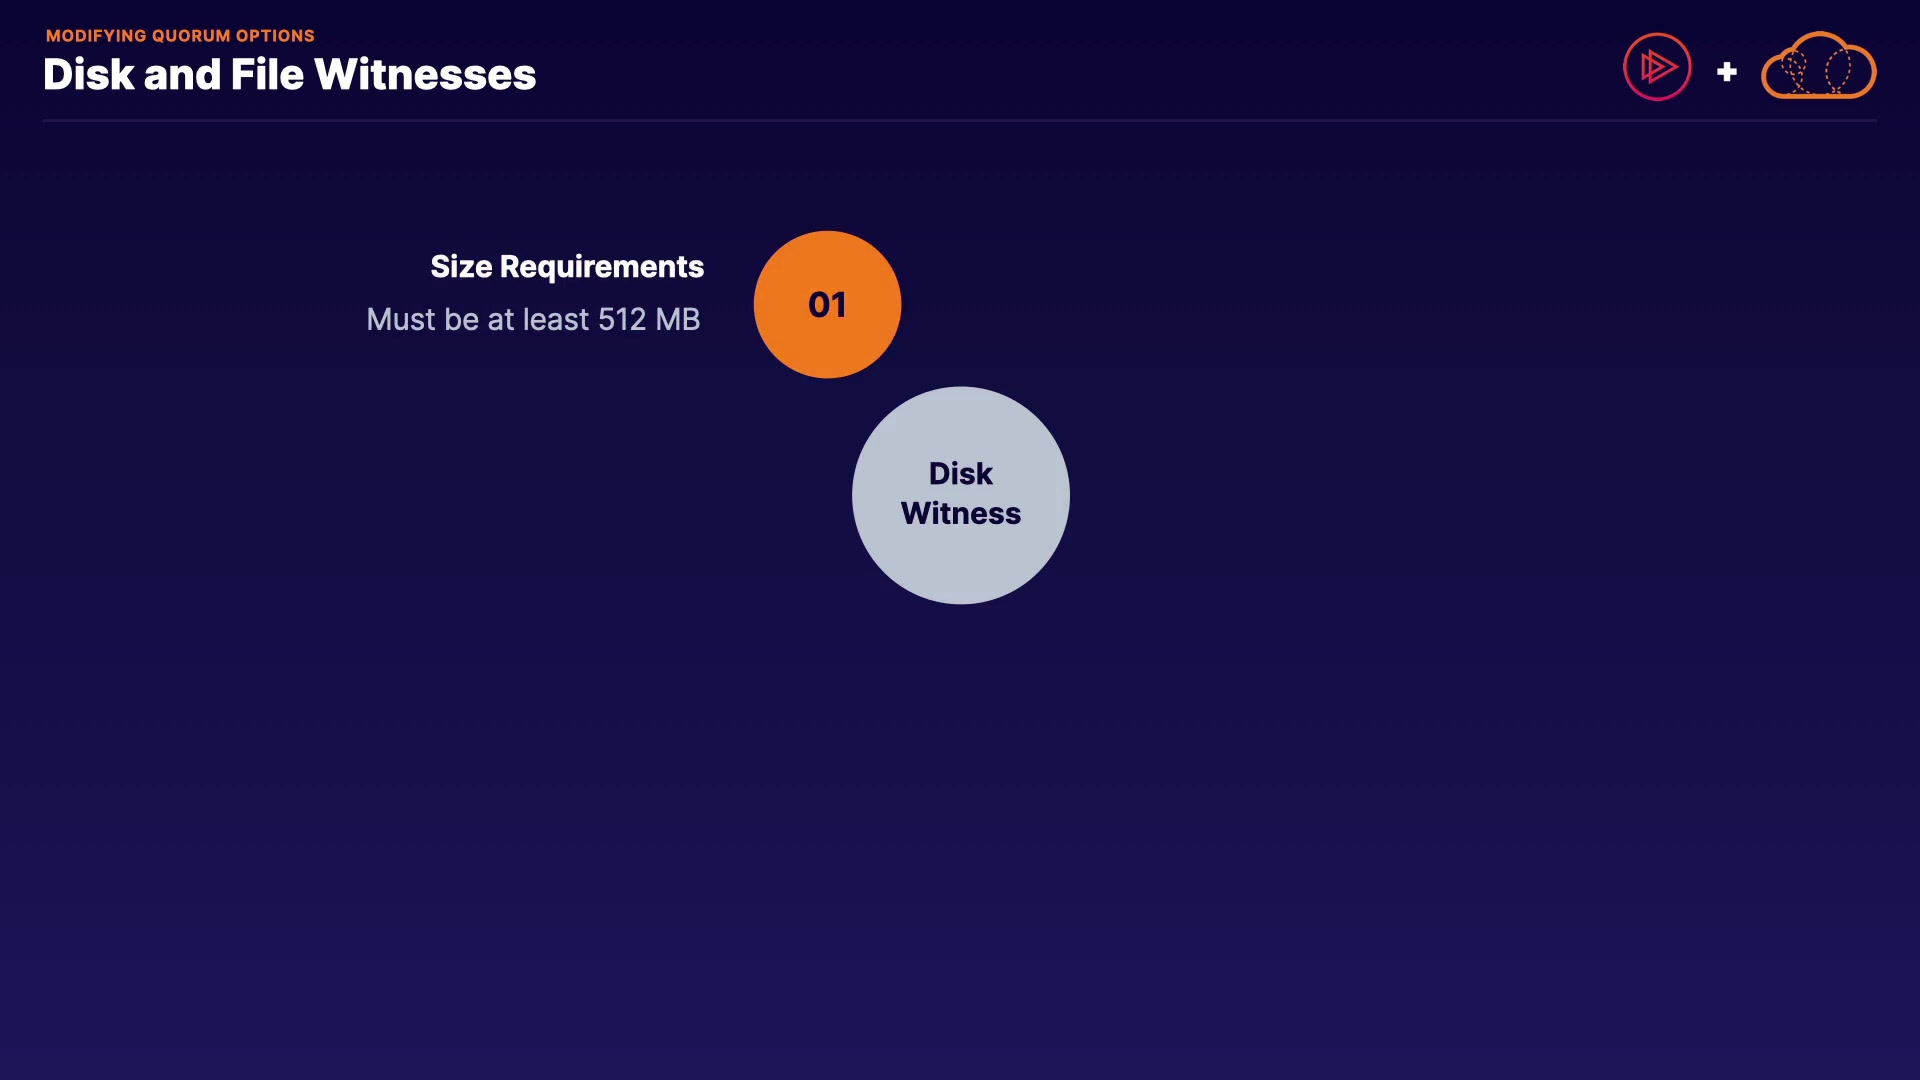 MODIFYING QUORUM OPTIONS
Disk and File Witnesses
Size Requirements
Must be at least 512 MB
01
Disk
Witness